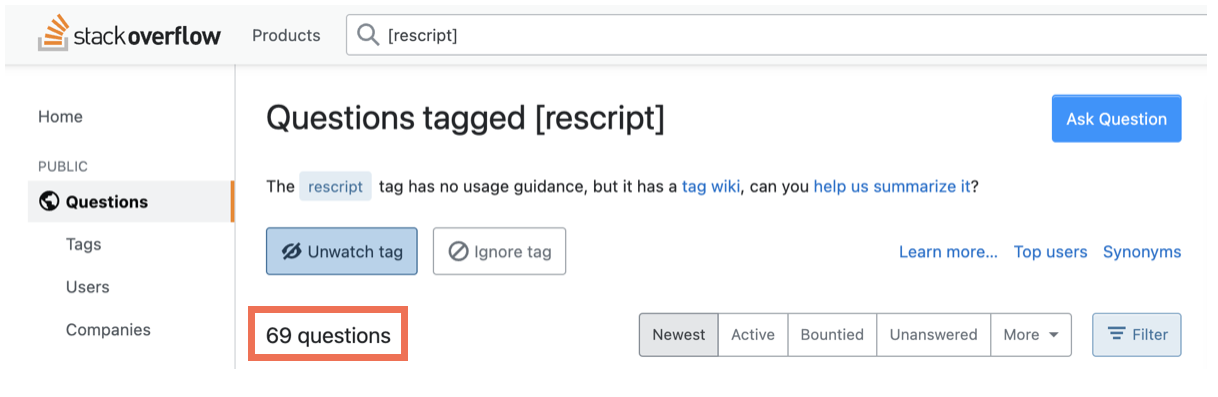 stackoverflow Products [rescript]
Home
PUBLIC
Questions
Tags
Users
Companies
Questions tagged [rescript]
Ask Question
The rescript tag has no usage guidance, but it has a tag wiki, can you help us summarize it?
Unwatch tag Ignore tag Learn more... Top users Synonyms
69 questions Newest Active Bountied Unanswered More Filter